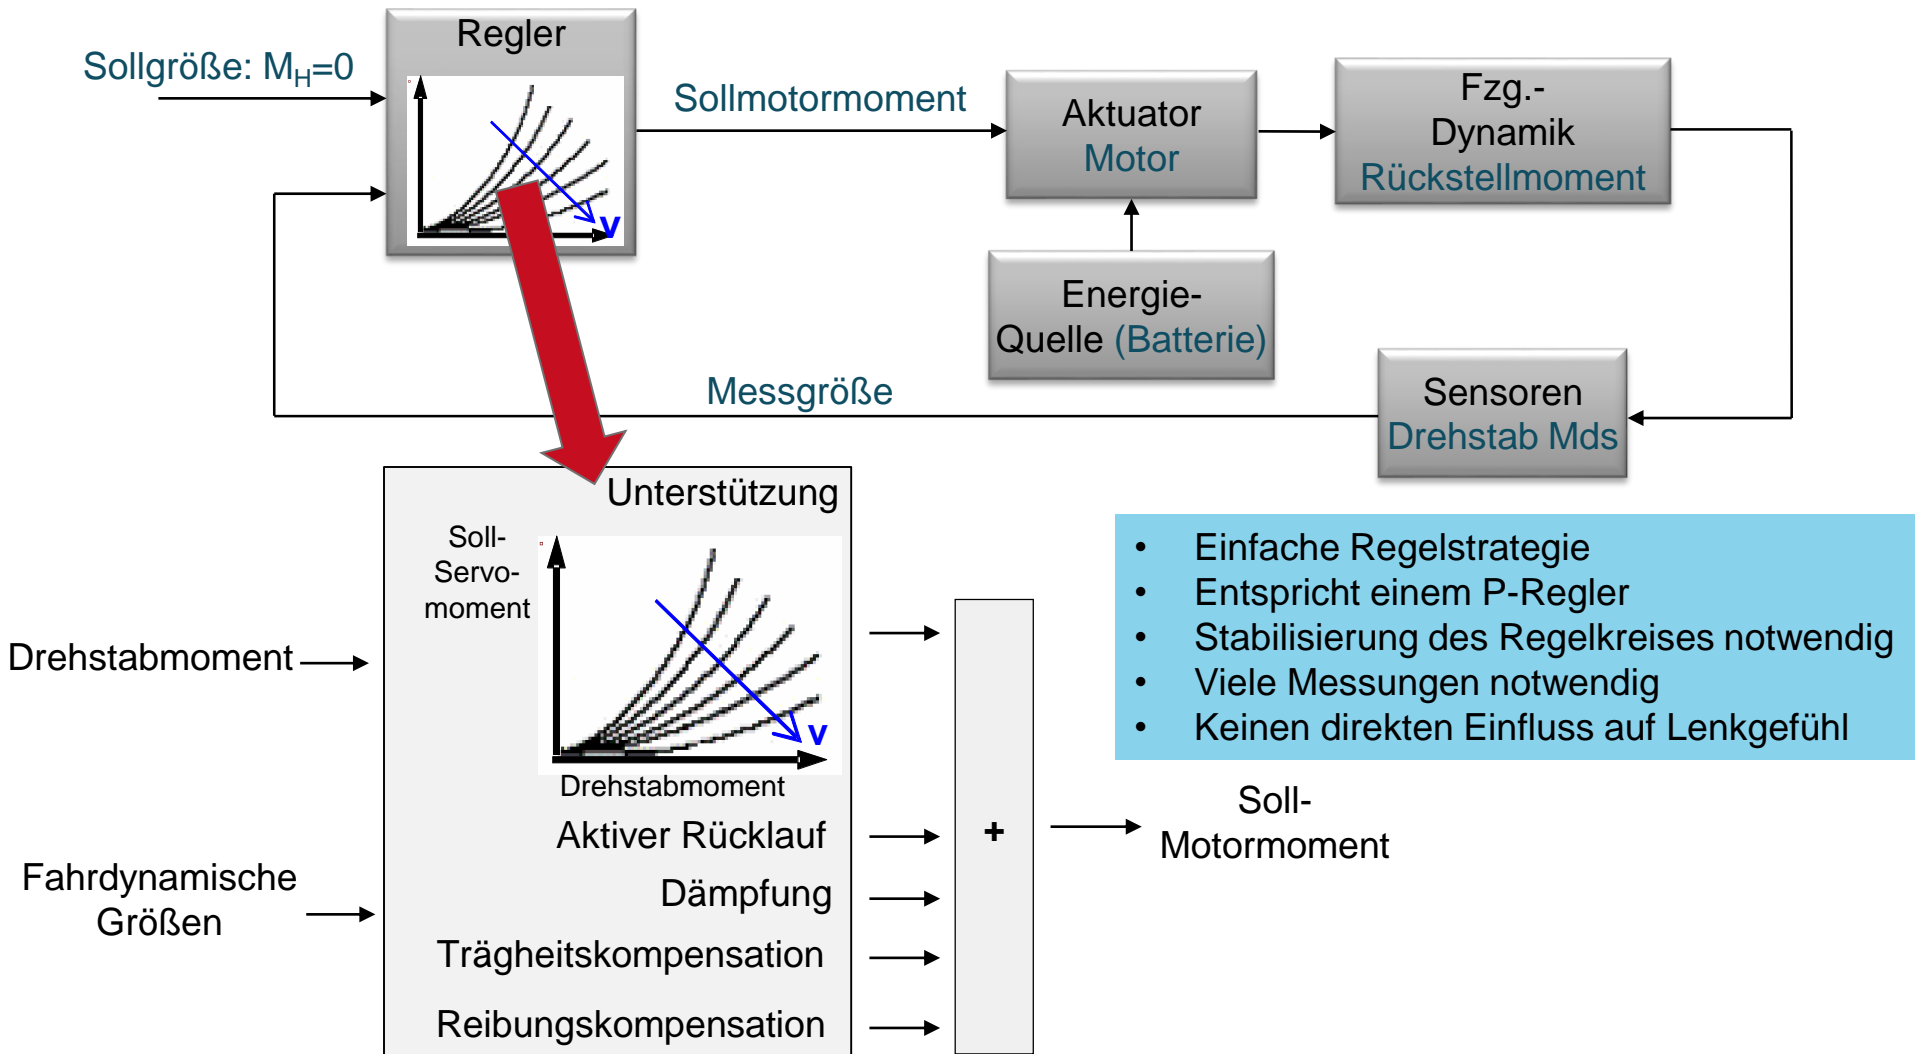 Regler
Sollgröße: M_H=0
V
Sollmotormoment
Aktuator
Motor
Fzg.-
Dynamik
Rückstellmoment
Energie-
Quelle (Batterie)
Messgröße
Sensoren
Drehstab Mds
Unterstützung
Soll-
Servo-
moment
V
Drehstabmoment
Drehstabmoment
• Einfache Regelstrategie
• Entspricht einem P-Regler
• Stabilisierung des Regelkreises notwendig
• Viele Messungen notwendig
• Keinen direkten Einfluss auf Lenkgefühl
Aktiver Rücklauf
Dämpfung
Trägheitskompensation
Reibungskompensation
Fahrdynamische
Größen
+
Soll-
Motormoment